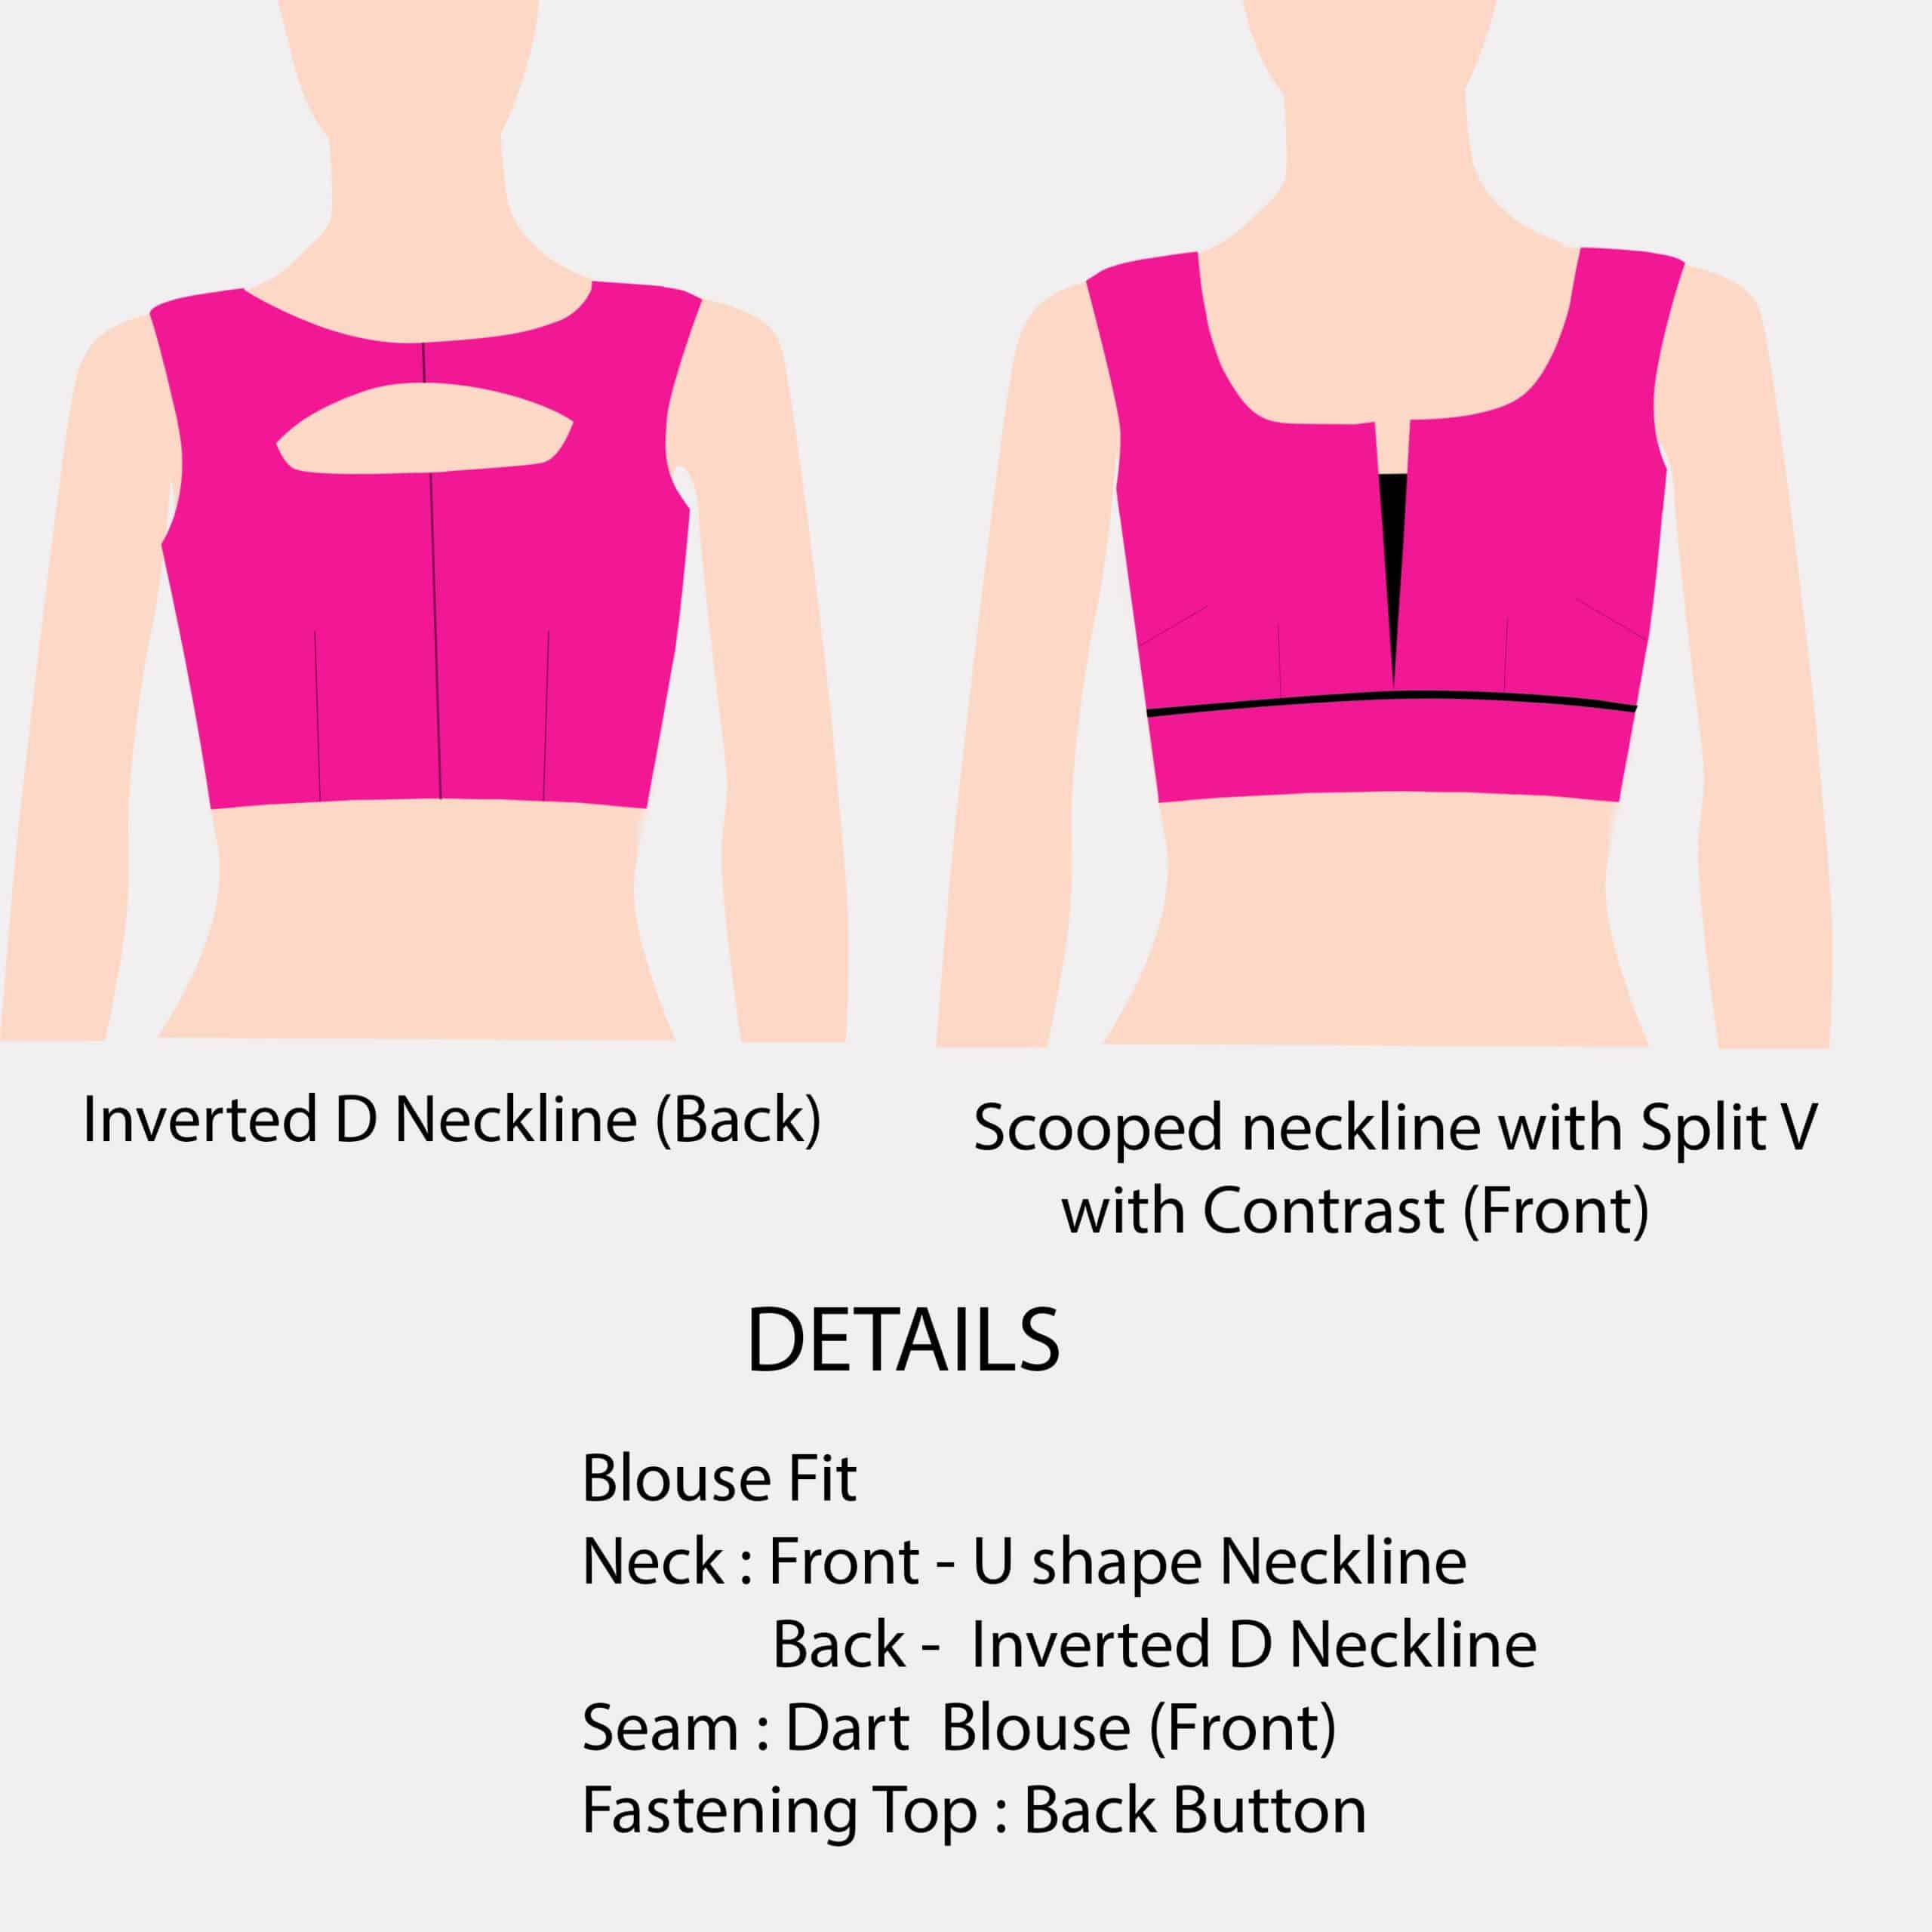 Inverted D Neckline (Back)
Scooped neckline with Split V
with Contrast (Front)
DETAILS
Blouse Fit
Neck : Front - U shape Neckline
Back - Inverted D Neckline
Seam : Dart Blouse (Front)
Fastening Top : Back Button